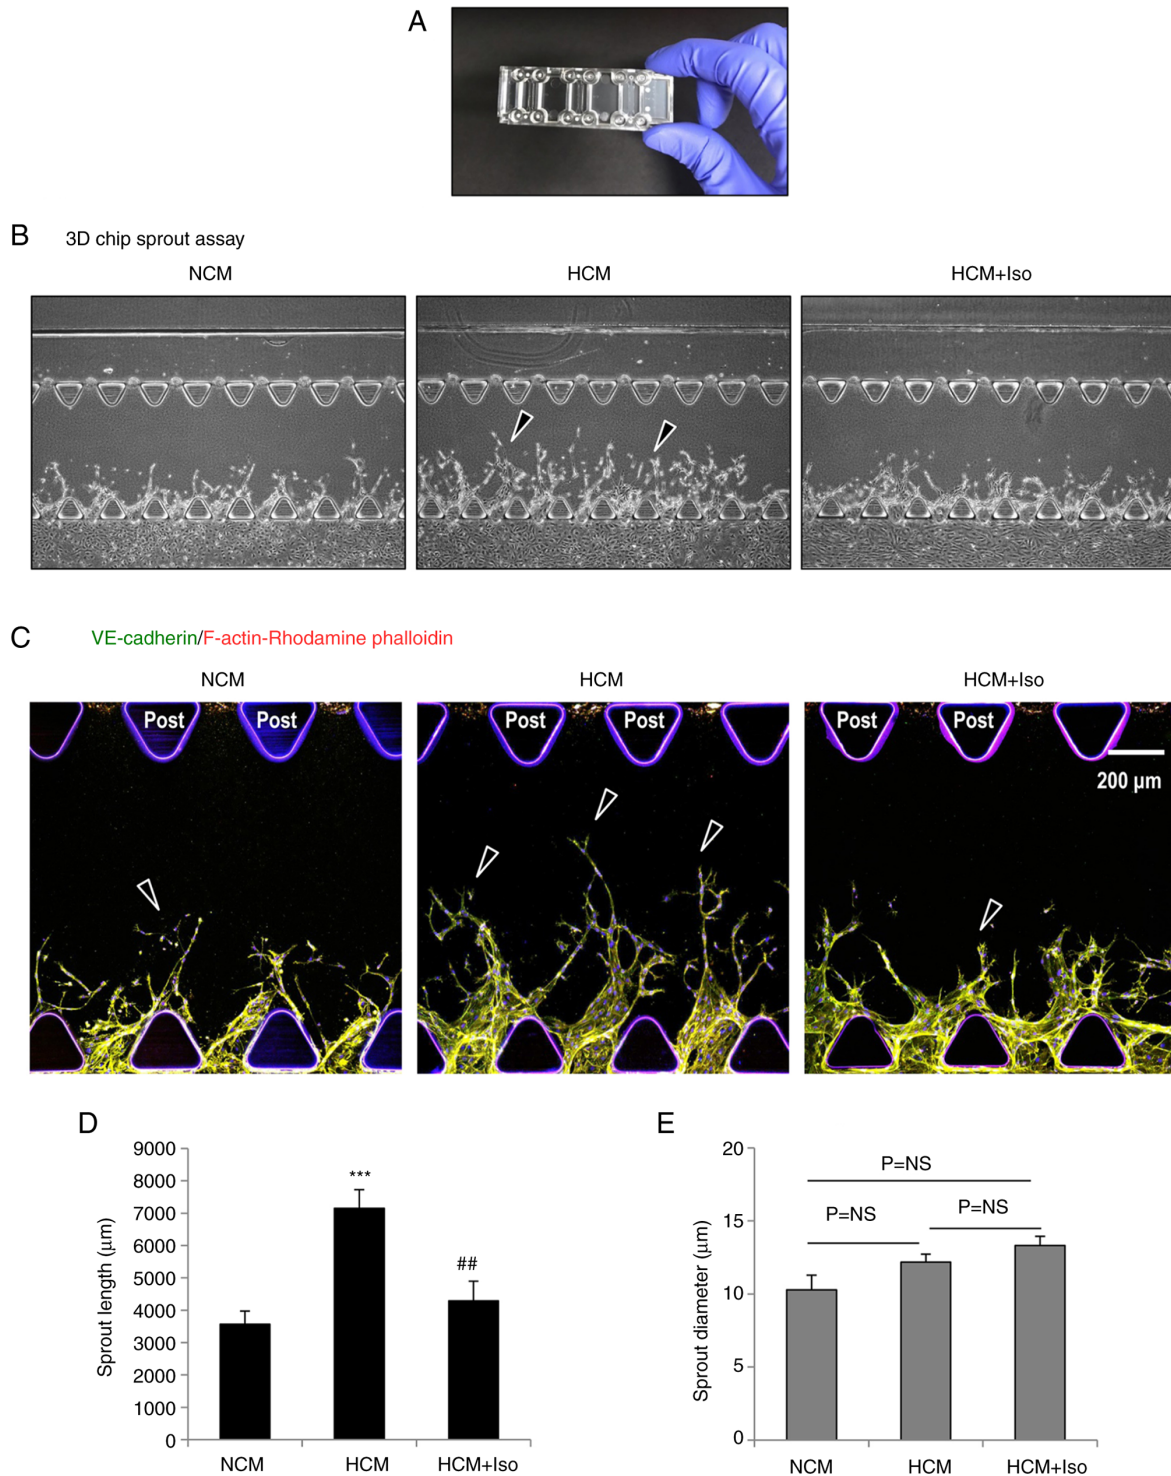 A
B 3D chip sprout assay
NCM HCM HCM+Iso
C VE-cadherin/F-actin-Rhodamine phalloidin
NCM HCM HCM+Iso
Post Post Post Post Post Post
200 µm
D
9000
8000
7000
6000
5000
4000
3000
2000
1000
0
Sprout length (µm)
***
##
NCM HCM HCM+Iso
E
20
15
10
5
0
Sprout diameter (µm)
P=NS
P=NS
P=NS
NCM HCM HCM+Iso